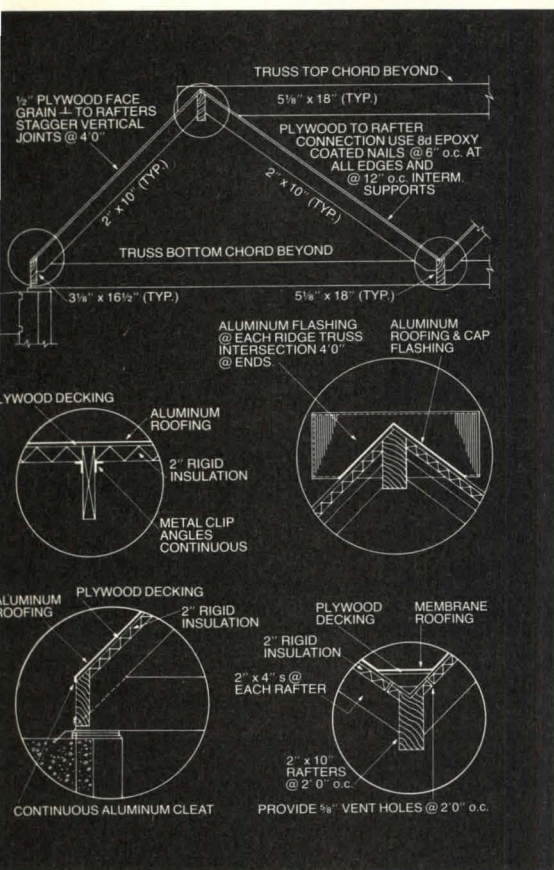 TRUSS TOP CHORD BEYOND
5⅛" x 18" (TYP.)
½" PLYWOOD FACE
GRAIN ⊥ TO RAFTERS
STAGGER VERTICAL
JOINTS @ 4'0"
PLYWOOD TO RAFTER
CONNECTION USE 8d EPOXY
COATED NAILS @ 6" o.c. AT
ALL EDGES AND
@ 12" o.c. INTERM.
SUPPORTS
2" x 10" (TYP.)
2" x 10" (TYP.)
TRUSS BOTTOM CHORD BEYOND
3⅛" x 16½" (TYP.)
5⅛" x 18" (TYP.)
ALUMINUM FLASHING
@ EACH RIDGE TRUSS
INTERSECTION 4'0"
@ ENDS.
ALUMINUM
ROOFING & CAP
FLASHING
LYWOOD DECKING
ALUMINUM
ROOFING
2" RIGID
INSULATION
METAL CLIP
ANGLES
CONTINUOUS
ALUMINUM
ROOFING
PLYWOOD DECKING
2" RIGID
INSULATION
CONTINUOUS ALUMINUM CLEAT
PLYWOOD
DECKING
MEMBRANE
ROOFING
2" RIGID
INSULATION
2" x 4" s @
EACH RAFTER
2" x 10"
RAFTERS
@ 2' 0" o.c.
PROVIDE ⅝" VENT HOLES @ 2'0" o.c.